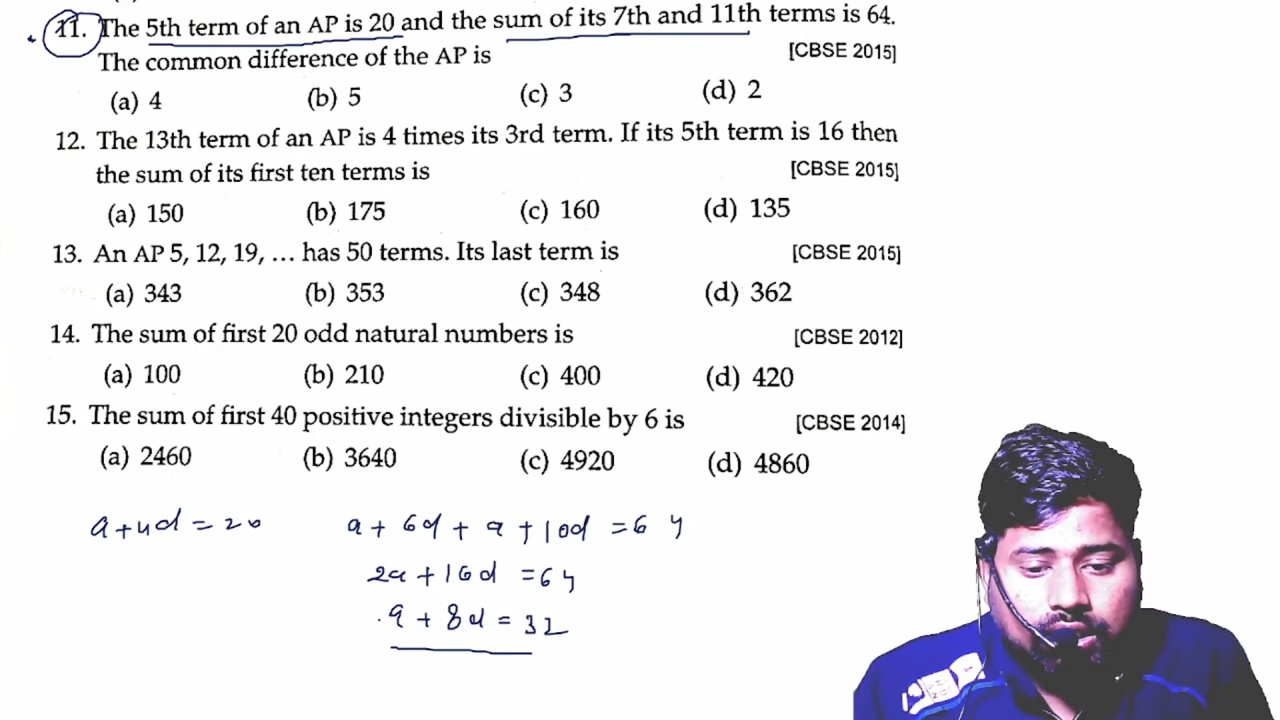 11. The 5th term of an AP is 20 and the sum of its 7th and 11th terms is 64.
The common difference of the AP is [CBSE 2015]
(a) 4 (b) 5 (c) 3 (d) 2
12. The 13th term of an AP is 4 times its 3rd term. If its 5th term is 16 then
the sum of its first ten terms is [CBSE 2015]
(a) 150 (b) 175 (c) 160 (d) 135
13. An AP 5, 12, 19, … has 50 terms. Its last term is [CBSE 2015]
(a) 343 (b) 353 (c) 348 (d) 362
14. The sum of first 20 odd natural numbers is [CBSE 2012]
(a) 100 (b) 210 (c) 400 (d) 420
15. The sum of first 40 positive integers divisible by 6 is [CBSE 2014]
(a) 2460 (b) 3640 (c) 4920 (d) 4860
a + 4d = 20 a + 6d + a + 10d = 64
2a + 16d = 64
a + 8d = 32